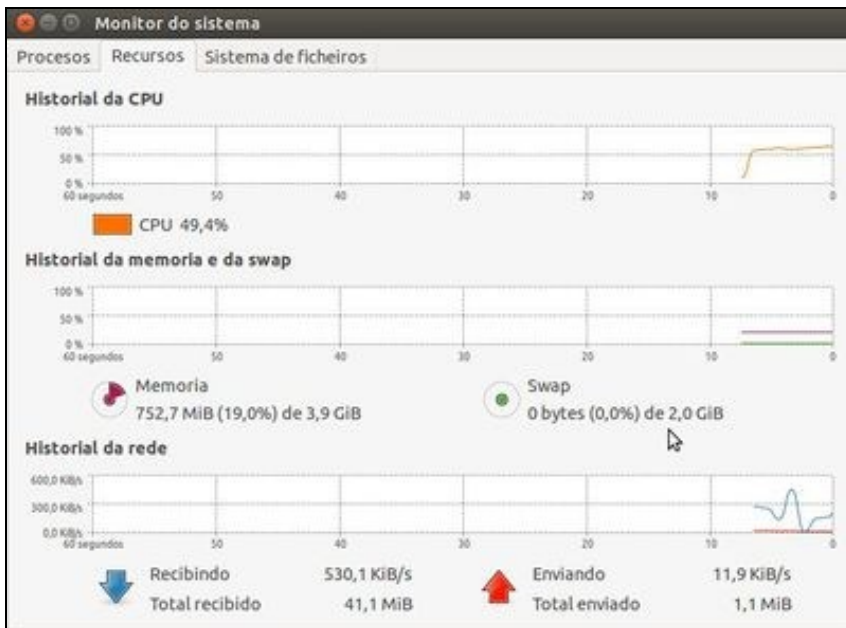 Monitor do sistema
Procesos Recursos Sistema de ficheiros
Historial da CPU
100 %
50 %
0 %
60 segundos 50 40 30 20 10 0
CPU 49,4%
Historial da memoria e da swap
100 %
50 %
0 %
60 segundos 50 40 30 20 10 0
Memoria Swap
752,7 MiB (19,0%) de 3,9 GiB 0 bytes (0,0%) de 2,0 GiB
Historial da rede
600,0 KiB/s
300,0 KiB/s
0,0 KiB/s
60 segundos 50 40 30 20 10 0
Recibindo 530,1 KiB/s Enviando 11,9 KiB/s
Total recibido 41,1 MiB Total enviado 1,1 MiB